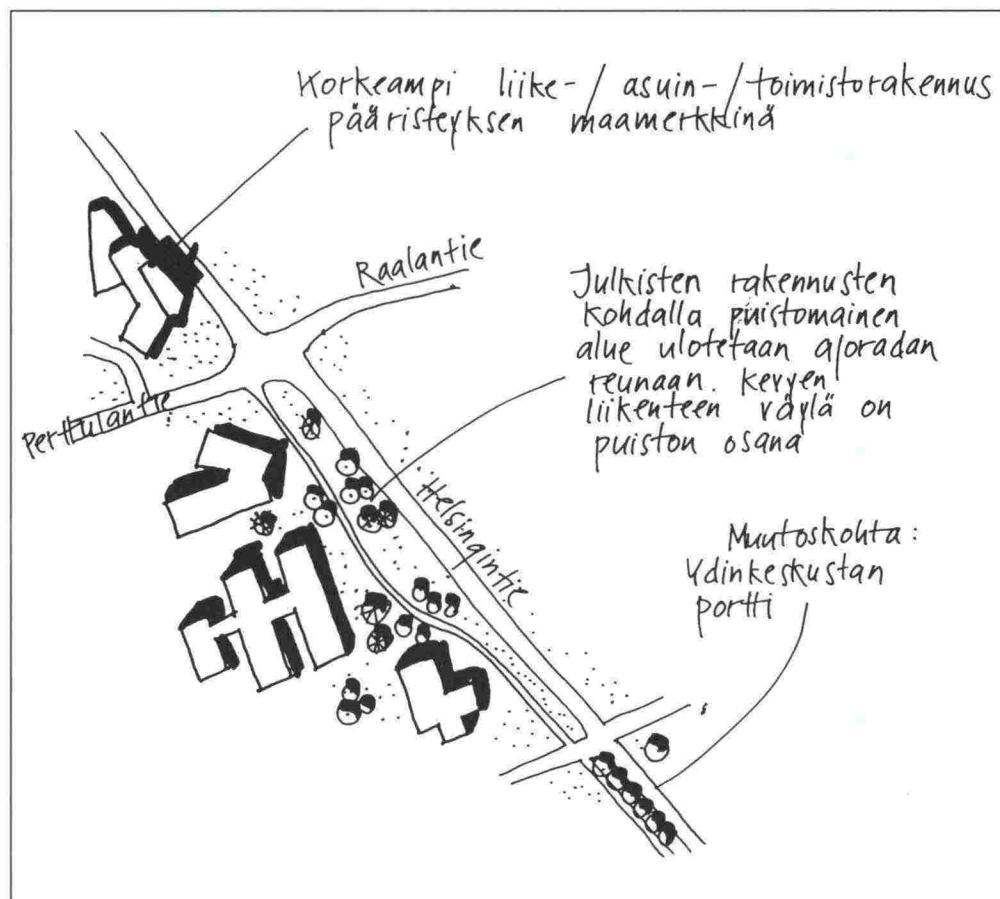 Korkeampi liike-/ asuin-/toimistorakennus
pääristeyksen maamerkkinä
Raalantie
Julkisten rakennusten
kohdalla puistomainen
alue ulotetaan ajoradan
reunaan. kevyen
liikenteen väylä on
puiston osana
Perttulantie
Helsingintie
Muutoskohta:
Ydinkeskustan
portti